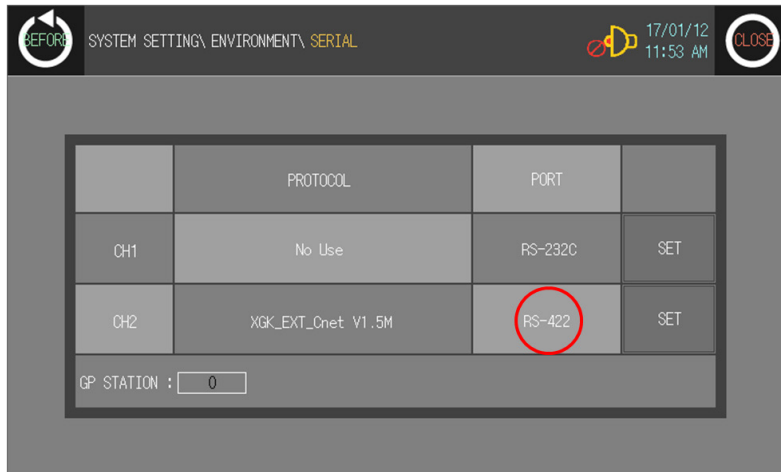 BEFORE
SYSTEM SETTING\ ENVIRONMENT\ SERIAL
17/01/12
11:53 AM
CLOSE
PROTOCOL PORT
CH1 No Use RS-232C SET
CH2 XGK_EXT_Cnet V1.5M RS-422 SET
GP STATION : 0